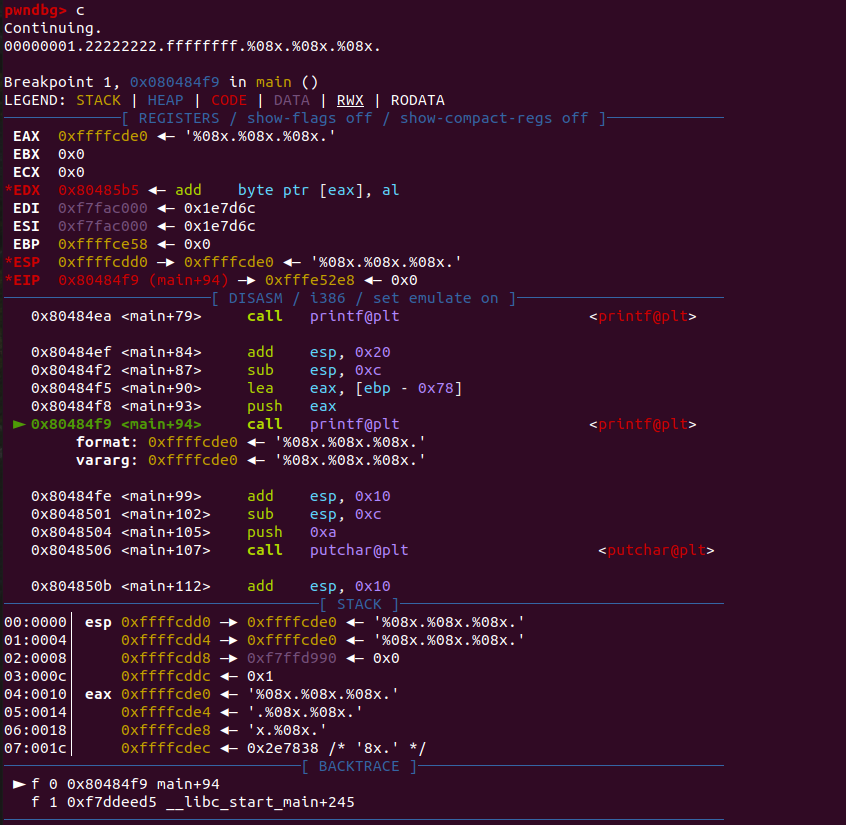 pwndbg> c
Continuing.
00000001.22222222.ffffffff.%08x.%08x.%08x.
Breakpoint 1, 0x080484f9 in main ()
LEGEND: STACK | HEAP | CODE | DATA | RWX | RODATA
[ REGISTERS / show-flags off / show-compact-regs off ]
EAX 0xffffcde0 ◂— '%08x.%08x.%08x.'
EBX 0x0
ECX 0x0
*EDX 0x80485b5 ◂— add byte ptr [eax], al
EDI 0xf7fac000 ◂— 0x1e7d6c
ESI 0xf7fac000 ◂— 0x1e7d6c
EBP 0xffffce58 ◂— 0x0
*ESP 0xffffcdd0 —▸ 0xffffcde0 ◂— '%08x.%08x.%08x.'
*EIP 0x80484f9 (main+94) —▸ 0xfffe52e8 ◂— 0x0
[ DISASM / i386 / set emulate on ]
0x80484ea <main+79> call printf@plt <printf@plt>
0x80484ef <main+84> add esp, 0x20
0x80484f2 <main+87> sub esp, 0xc
0x80484f5 <main+90> lea eax, [ebp - 0x78]
0x80484f8 <main+93> push eax
► 0x80484f9 <main+94> call printf@plt <printf@plt>
format: 0xffffcde0 ◂— '%08x.%08x.%08x.'
vararg: 0xffffcde0 ◂— '%08x.%08x.%08x.'
0x80484fe <main+99> add esp, 0x10
0x8048501 <main+102> sub esp, 0xc
0x8048504 <main+105> push 0xa
0x8048506 <main+107> call putchar@plt <putchar@plt>
0x804850b <main+112> add esp, 0x10
[ STACK ]
00:0000│ esp 0xffffcdd0 —▸ 0xffffcde0 ◂— '%08x.%08x.%08x.'
01:0004│ 0xffffcdd4 —▸ 0xffffcde0 ◂— '%08x.%08x.%08x.'
02:0008│ 0xffffcdd8 —▸ 0xf7ffd990 ◂— 0x0
03:000c│ 0xffffcddc ◂— 0x1
04:0010│ eax 0xffffcde0 ◂— '%08x.%08x.%08x.'
05:0014│ 0xffffcde4 ◂— '.%08x.%08x.'
06:0018│ 0xffffcde8 ◂— 'x.%08x.'
07:001c│ 0xffffcdec ◂— 0x2e7838 /* '8x.' */
[ BACKTRACE ]
► f 0 0x80484f9 main+94
f 1 0xf7ddeed5 __libc_start_main+245